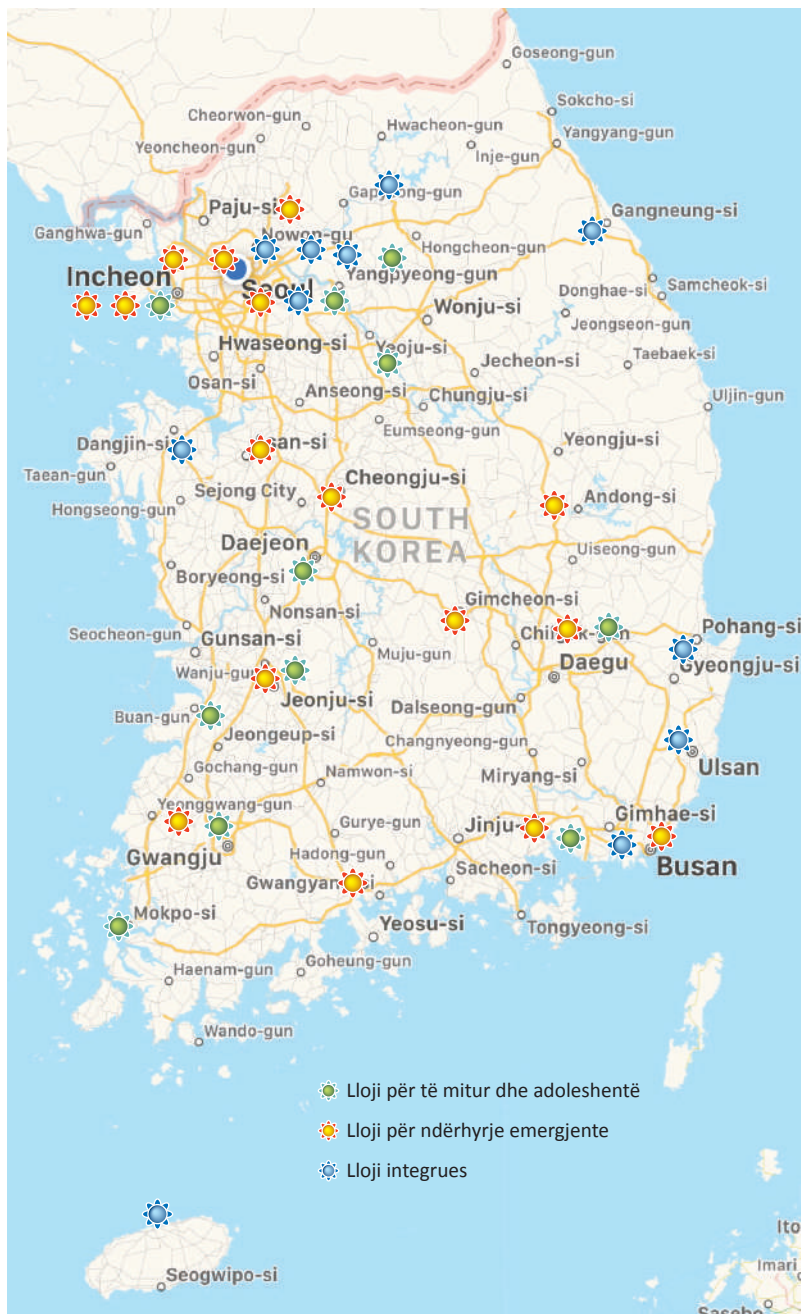 Goseong-gun
Sokcho-si
Cheorwon-gun
Hwacheon-gun
Yangyang-gun
Yeoncheon-gun
Inje-gun
Paju-si
Gangneung-si
Ganghwa-gun
Nowon-gu
Hongcheon-gun
Incheon
Yangpyeong-gun
Seoul
Donghae-si
Samcheok-si
Wonju-si
Jeongseon-gun
Hwaseong-si
Yeoju-si
Jecheon-si
Taebaek-si
Osan-si
Anseong-si
Chungju-si
Uljin-gun
Eumseong-gun
Dangjin-si
Yeongju-si
Taean-gun
Cheongju-si
Sejong City
Andong-si
Hongseong-gun
SOUTH
KOREA
Daejeon
Uiseong-gun
Boryeong-si
Gimcheon-si
Nonsan-si
Seocheon-gun
Gunsan-si
Pohang-si
Muju-gun
Daegu
Gyeongju-si
Wanju-gun
Jeonju-si
Dalseong-gun
Buan-gun
Jeongeup-si
Changnyeong-gun
Ulsan
Gochang-gun
Namwon-si
Miryang-si
Yeonggwang-gun
Gimhae-si
Gurye-gun
Jinju-
Gwangju
Hadong-gun
Busan
Sacheon-si
Mokpo-si
Yeosu-si
Tongyeong-si
Haenam-gun
Goheung-gun
Wando-gun
Lloji për të mitur dhe adoleshentë
Lloji për ndërhyrje emergjente
Lloji integrues
Ito
Imari
Seogwipo-si